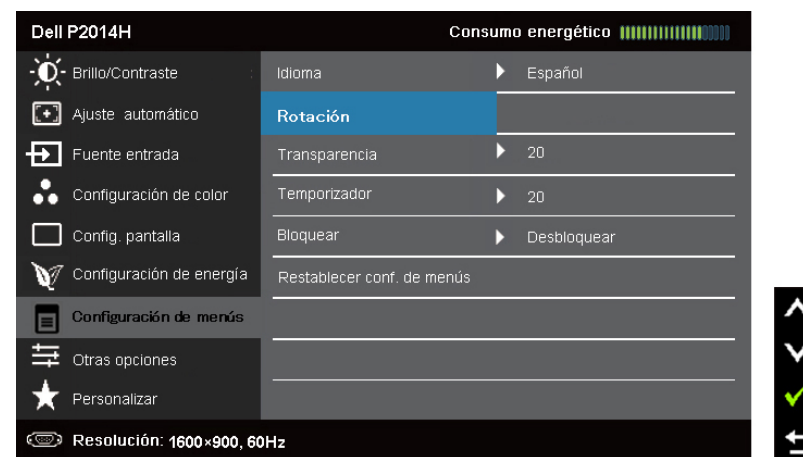 Dell P2014H
Consumo energético
Brillo/Contraste
Ajuste automático
Fuente entrada
Configuración de color
Config. pantalla
Configuración de energía
Configuración de menús
Otras opciones
Personalizar
Idioma
Español
Rotación
Transparencia
20
Temporizador
20
Bloquear
Desbloquear
Restablecer conf. de menús
Resolución: 1600×900, 60Hz